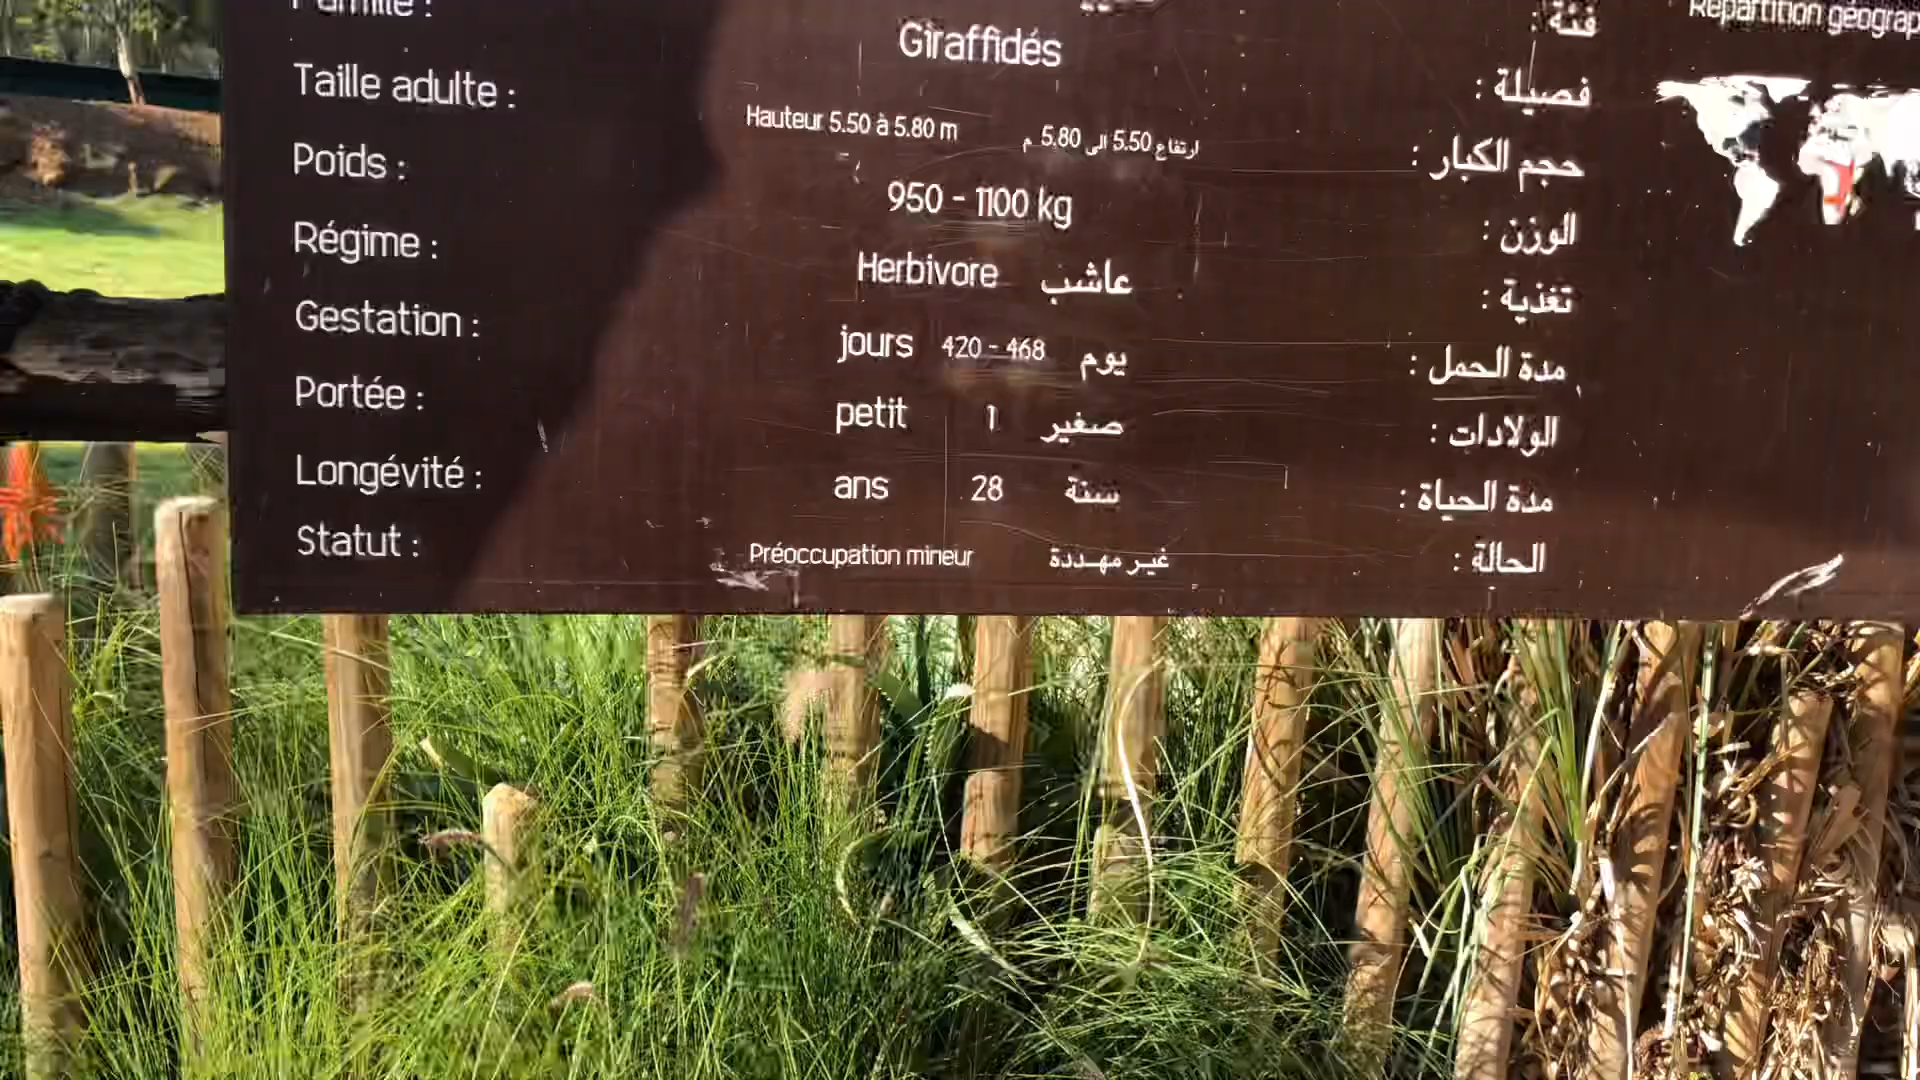 Famille :
Giraffidés
فئة :
Répartition géograp
Taille adulte :
Hauteur 5.50 à 5.80 m
ارتفاع 5.50 الى 5.80 م
فصيلة :
Poids :
950 - 1100 kg
حجم الكبار :
Régime :
Herbivore عاشب
الوزن :
Gestation :
jours 420 - 468 يوم
تغذية :
Portée :
petit 1 صغير
مدة الحمل :
Longévité :
ans 28 سنة
الولادات :
Statut :
Préoccupation mineur غير مهددة
مدة الحياة :
الحالة :